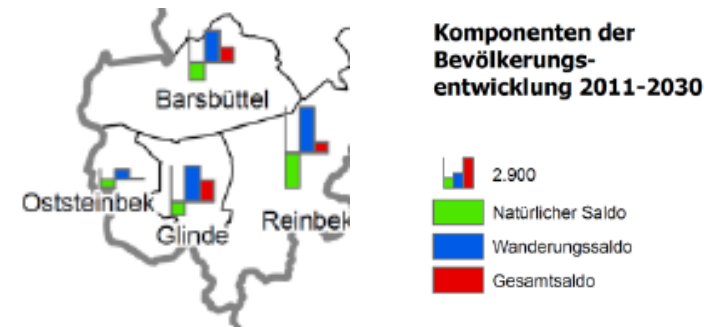 Komponenten der
Bevölkerungs-
entwicklung 2011-2030
Barsbüttel
Oststeinbek
Glinde
Reinbek
2.900
Natürlicher Saldo
Wanderungssaldo
Gesamtsaldo